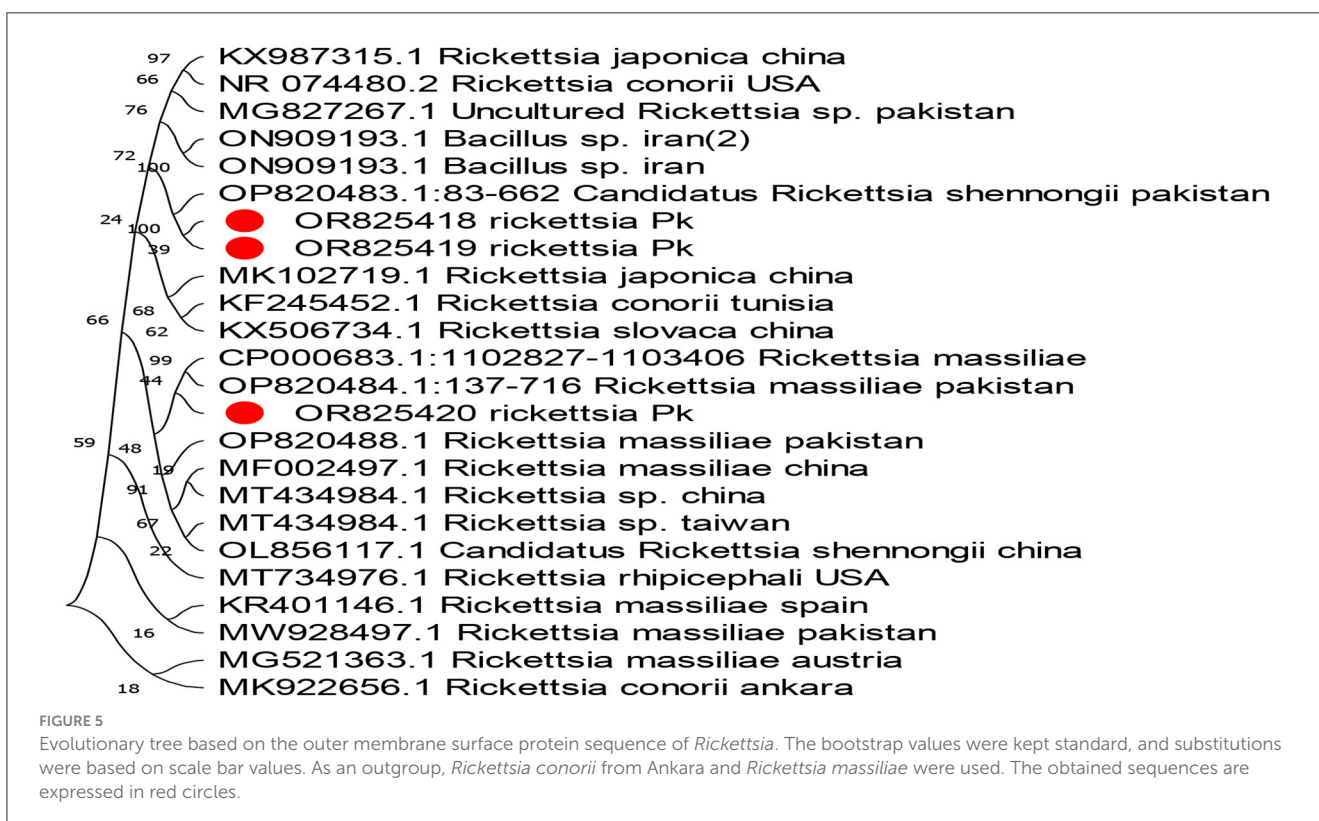 97 KX987315.1 Rickettsia japonica china
66 NR 074480.2 Rickettsia conorii USA
76 MG827267.1 Uncultured Rickettsia sp. pakistan
ON909193.1 Bacillus sp. iran(2)
72 100 ON909193.1 Bacillus sp. iran
OP820483.1:83-662 Candidatus Rickettsia shennongii pakistan
24 100 OR825418 rickettsia Pk
39 OR825419 rickettsia Pk
MK102719.1 Rickettsia japonica china
68 KF245452.1 Rickettsia conorii tunisia
66 62 KX506734.1 Rickettsia slovaca china
99 CP000683.1:1102827-1103406 Rickettsia massiliae
44 OP820484.1:137-716 Rickettsia massiliae pakistan
OR825420 rickettsia Pk
59 48 OP820488.1 Rickettsia massiliae pakistan
19 MF002497.1 Rickettsia massiliae china
91 MT434984.1 Rickettsia sp. china
67 MT434984.1 Rickettsia sp. taiwan
22 OL856117.1 Candidatus Rickettsia shennongii china
MT734976.1 Rickettsia rhipicephali USA
KR401146.1 Rickettsia massiliae spain
16 MW928497.1 Rickettsia massiliae pakistan
MG521363.1 Rickettsia massiliae austria
18 MK922656.1 Rickettsia conorii ankara
FIGURE 5
Evolutionary tree based on the outer membrane surface protein sequence of Rickettsia. The bootstrap values were kept standard, and substitutions
were based on scale bar values. As an outgroup, Rickettsia conorii from Ankara and Rickettsia massiliae were used. The obtained sequences are
expressed in red circles.